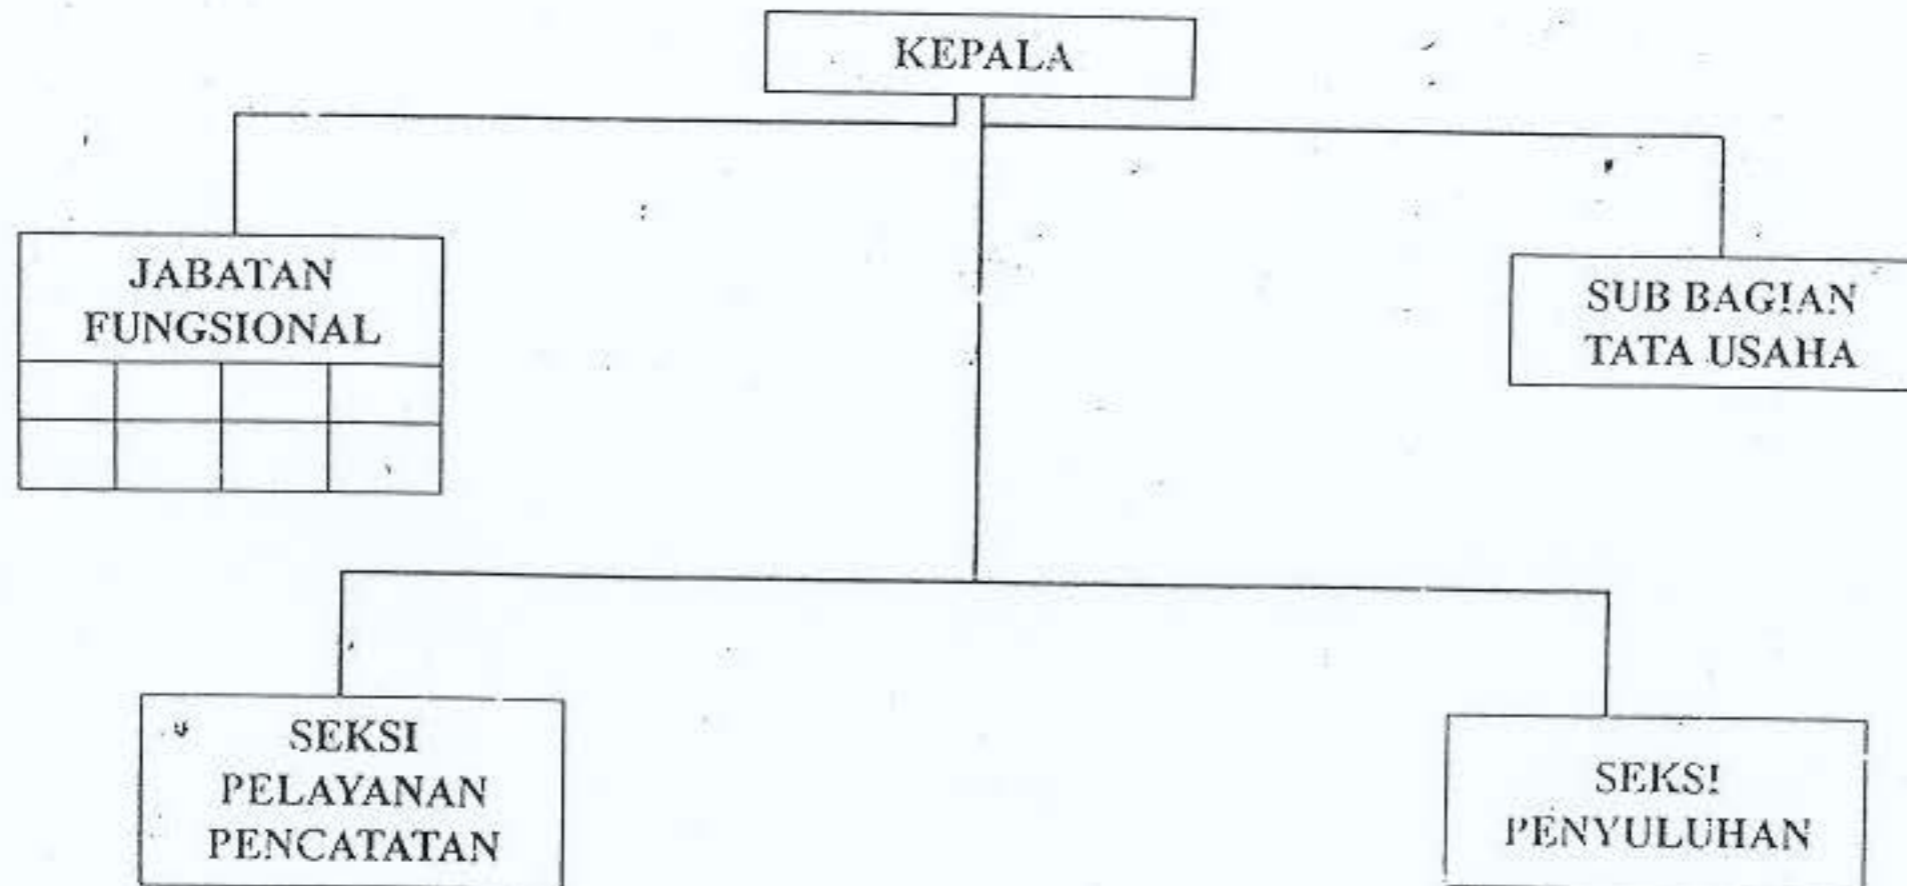 KEPALA
JABATAN
FUNGSIONAL
SUB BAGIAN
TATA USAHA
SEKSI
PELAYANAN
PENCATATAN
SEKSI
PENYULUHAN